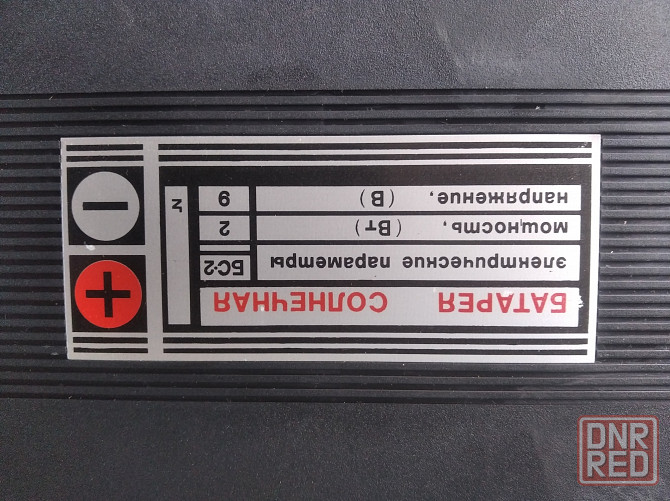 БАТАРЕЯ СОЛНЕЧНАЯ
электрические параметры БС-2
мощность, (Вт) 2
напряжение, (В) 9
№
+
−
DNR
RED